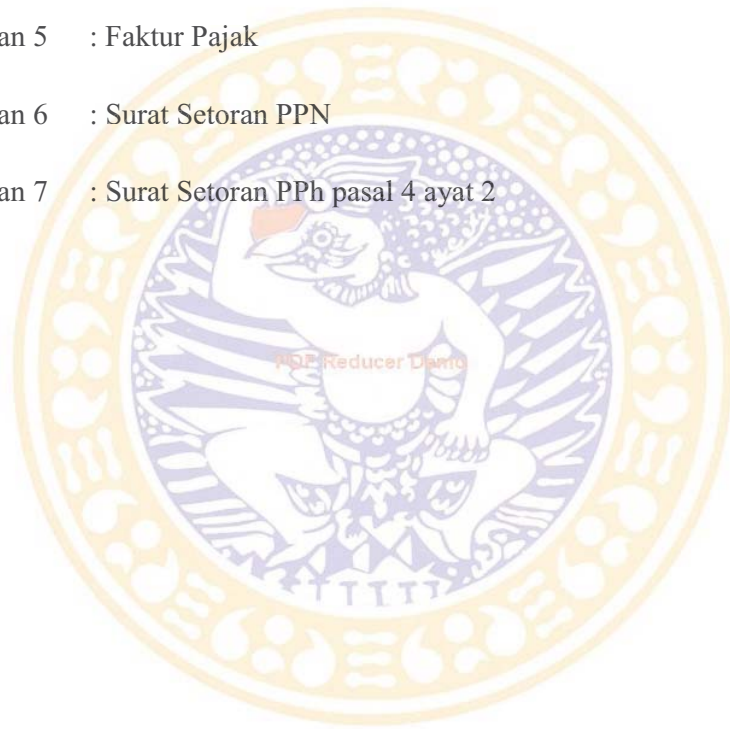 an 5 : Faktur Pajak
an 6 : Surat Setoran PPN
an 7 : Surat Setoran PPh pasal 4 ayat 2
PDF Reducer Demo